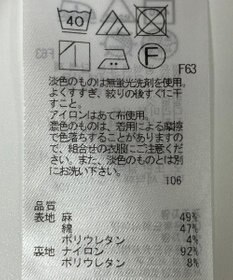 40
F
F63
淡色のものは無蛍光洗剤を使用。
よくすすぎ、絞りの後すぐに干
すこと。
アイロンはあて布使用。
濃色のものは、着用による摩擦
で色落ちすることがありますの
で、組合せの衣服にご注意くださ
い。また、淡色のものとは別
にお洗い下さい。
106
品質
表地 麻 49%
綿 47%
ポリウレタン 4%
裏地 ナイロン 92%
ポリウレタン 8%